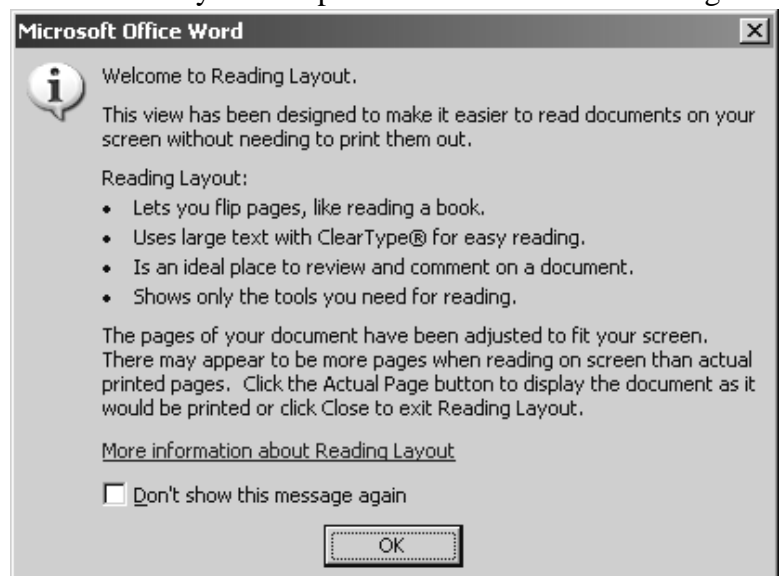 Microsoft Office Word
Welcome to Reading Layout.
This view has been designed to make it easier to read documents on your
screen without needing to print them out.
Reading Layout:
• Lets you flip pages, like reading a book.
• Uses large text with ClearType® for easy reading.
• Is an ideal place to review and comment on a document.
• Shows only the tools you need for reading.
The pages of your document have been adjusted to fit your screen.
There may appear to be more pages when reading on screen than actual
printed pages. Click the Actual Page button to display the document as it
would be printed or click Close to exit Reading Layout.
More information about Reading Layout
Don't show this message again
OK